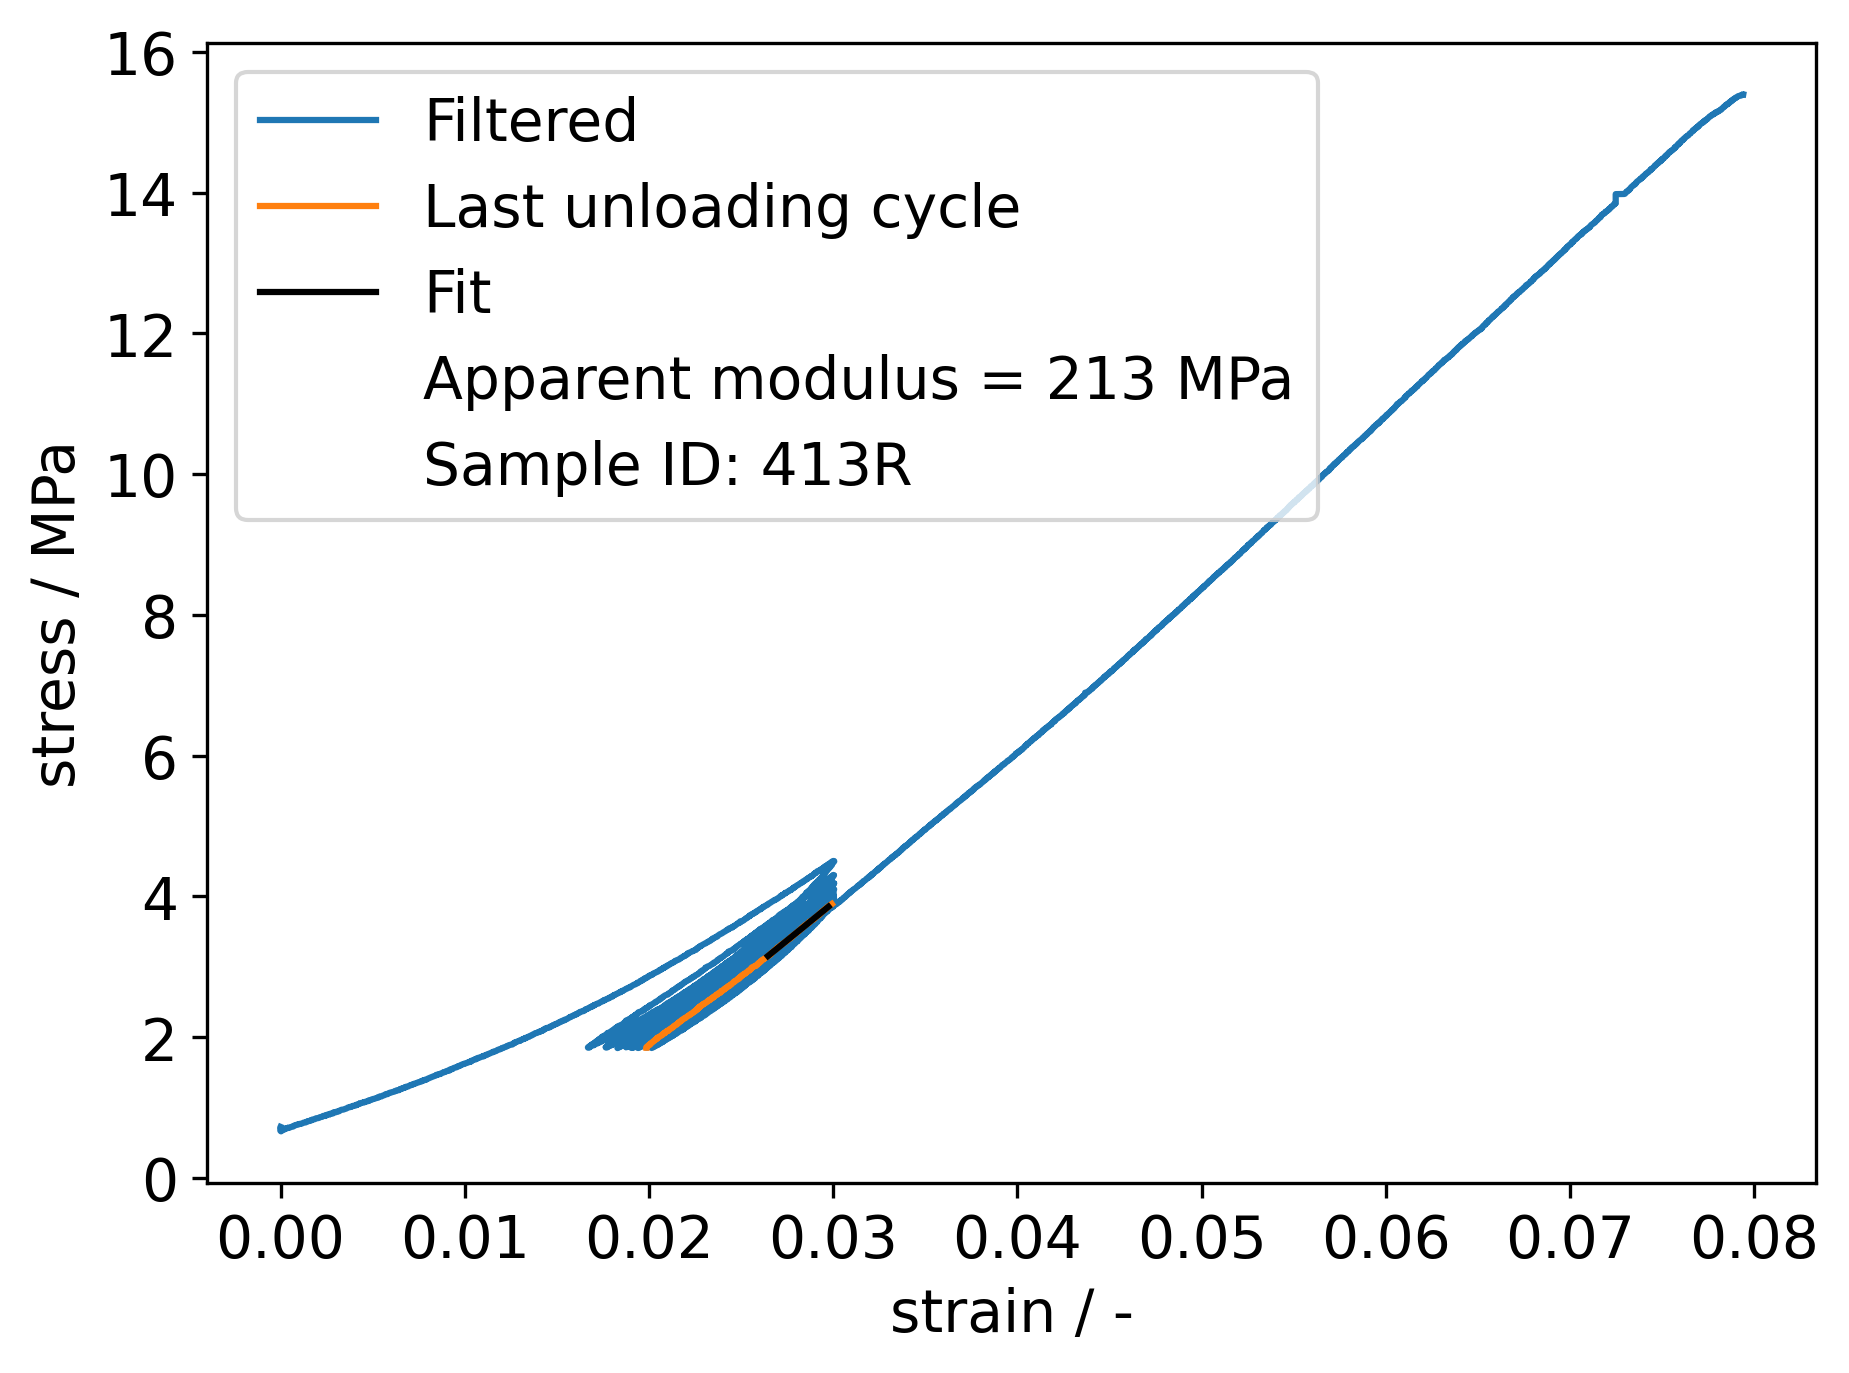 16
14
12
10
8
6
4
2
0
stress / MPa
Filtered
Last unloading cycle
Fit
Apparent modulus = 213 MPa
Sample ID: 413R
0.00 0.01 0.02 0.03 0.04 0.05 0.06 0.07 0.08
strain / -